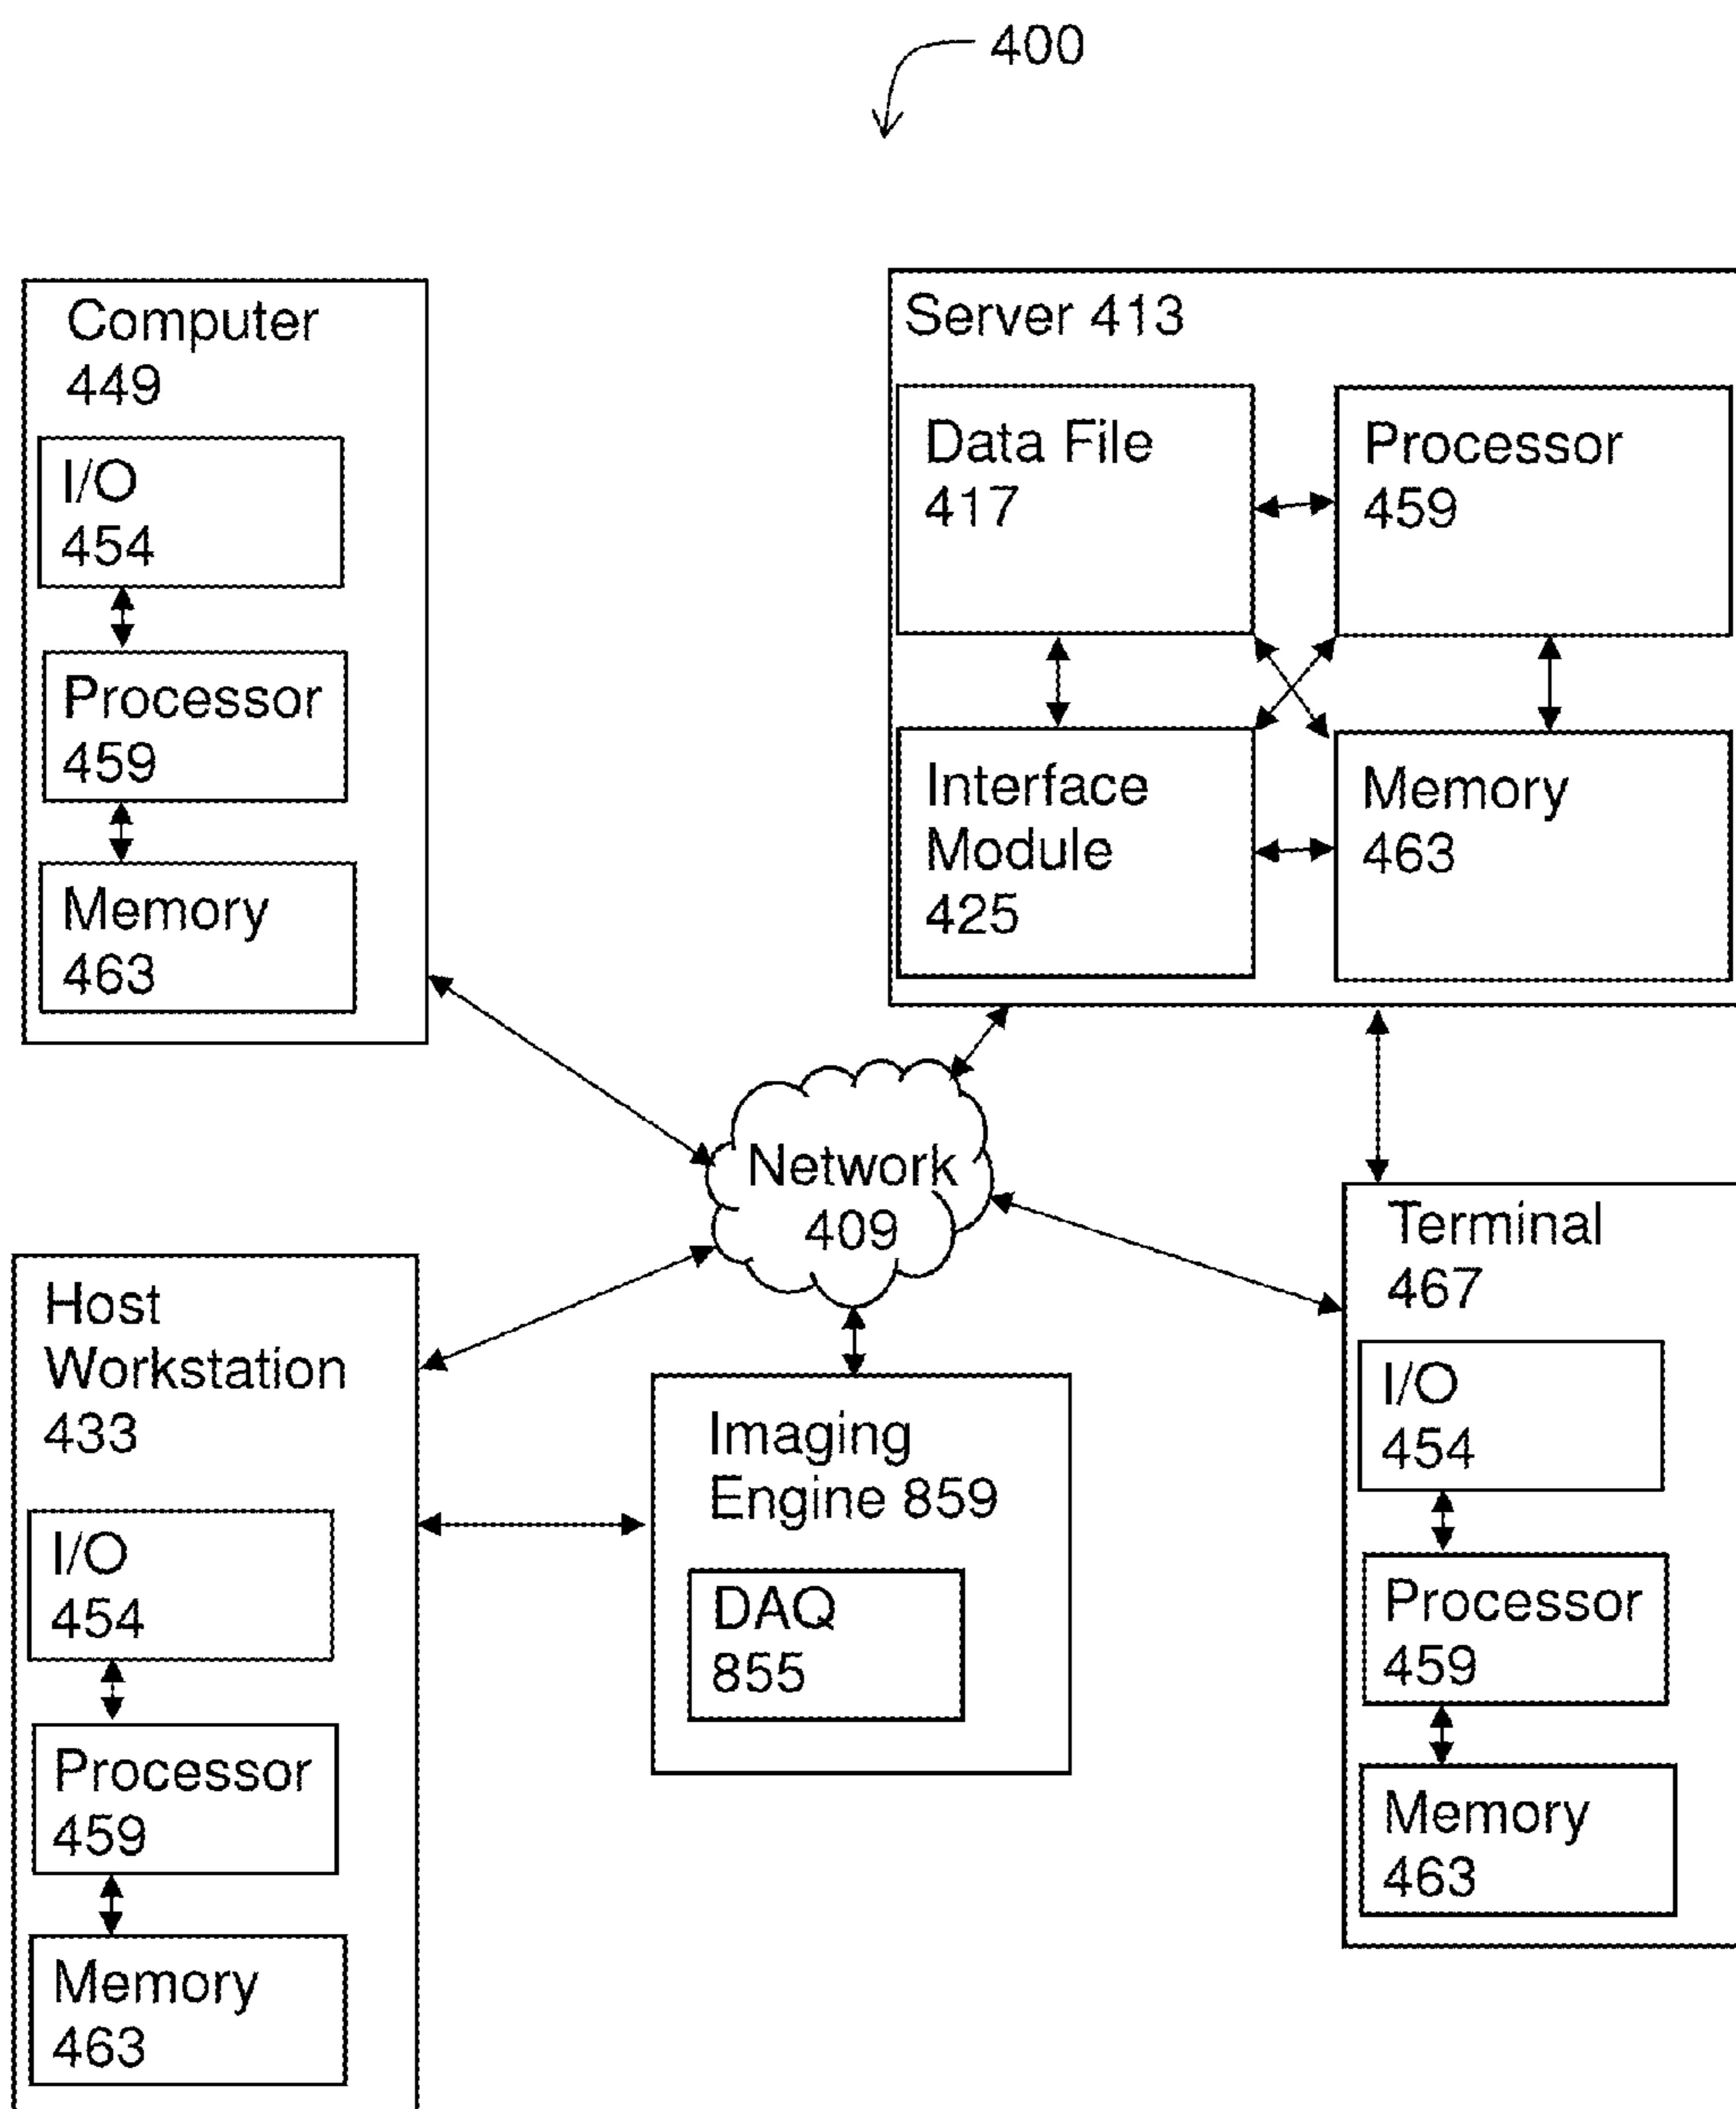 400
Computer
449
I/O
454
Processor
459
Memory
463
Server 413
Data File
417
Processor
459
Interface
Module
425
Memory
463
Network
409
Host
Workstation
433
I/O
454
Processor
459
Memory
463
Imaging
Engine 859
DAQ
855
Terminal
467
I/O
454
Processor
459
Memory
463